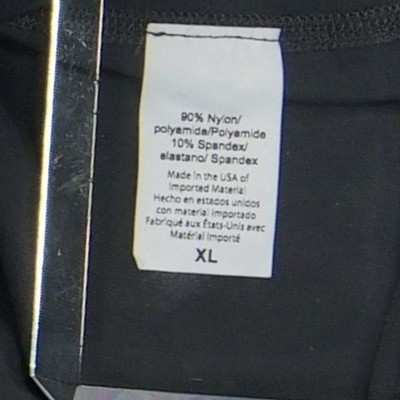 90% Nylon/
polyamide/Polyamide
10% Spandex/
elastano/ Spandex
Made in the USA of
Imported Material
Hecho en estados unidos
con material importado
Fabriqué aux États-Unis avec
Matérial Importé
XL